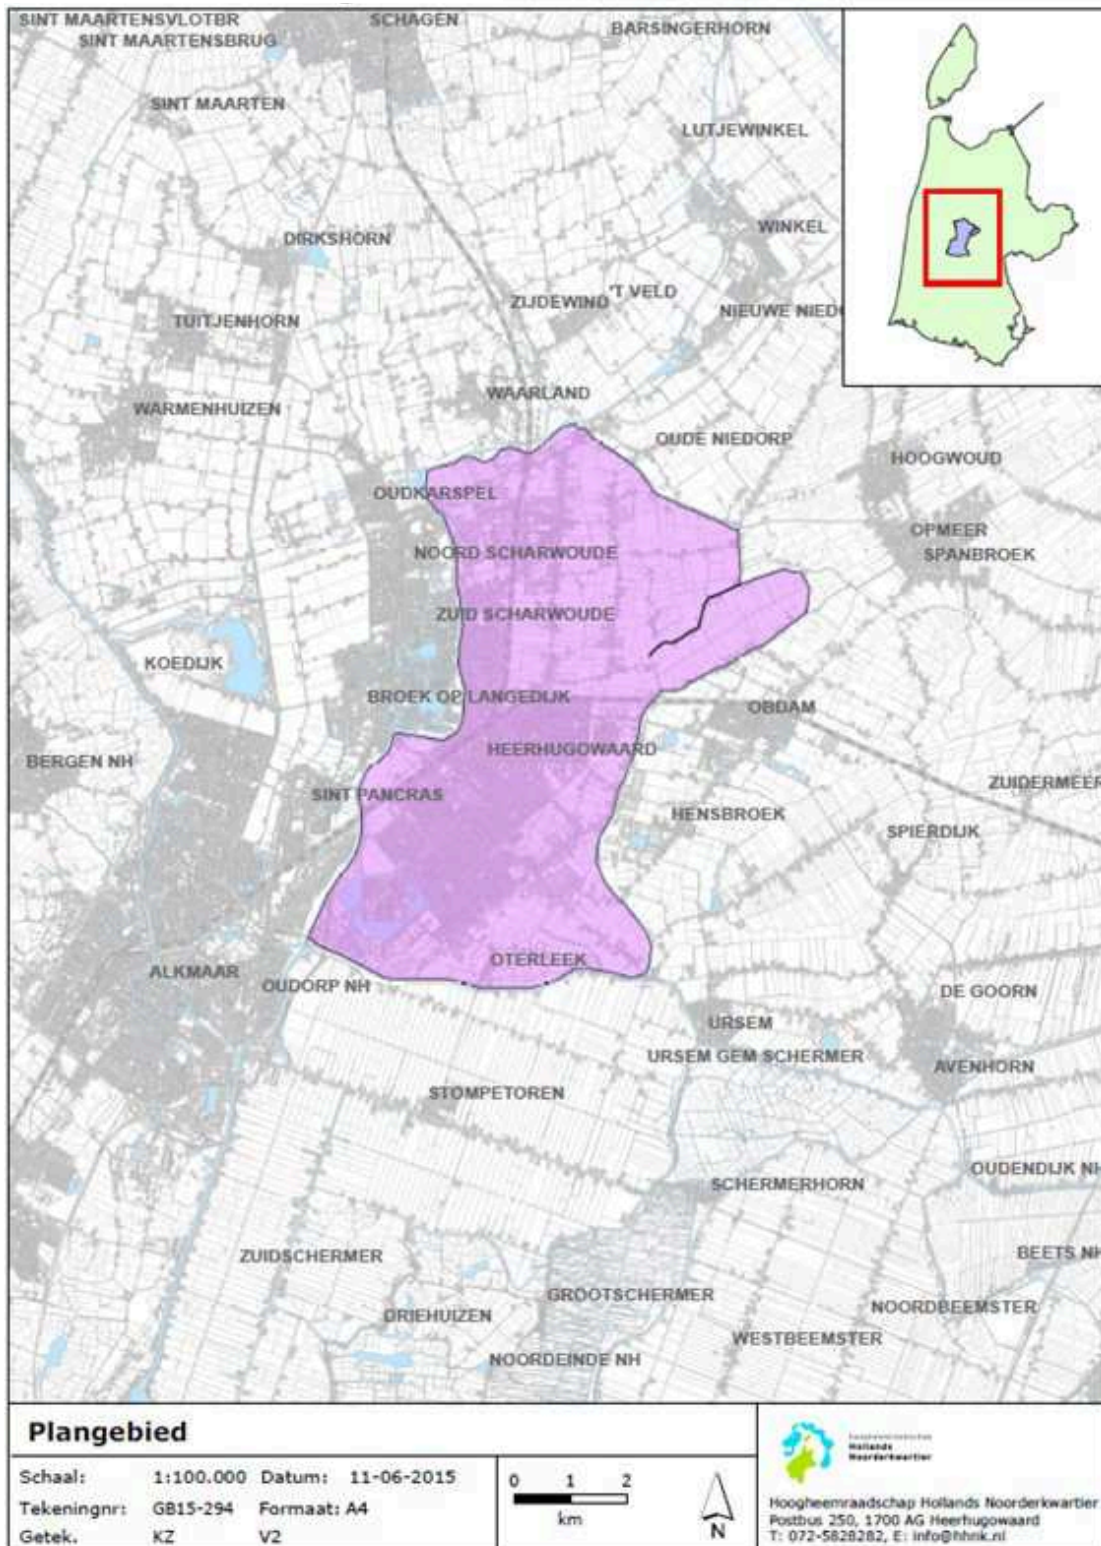 SINT MAARTENSVLOTBR
SCHAGEN
BARSINGERHORN
SINT MAARTENSBRUG
SINT MAARTEN
LUTJEWINKEL
WINKEL
DIRKSHORN
'T VELD
ZIJDEWIND
NIEUWE NIED
TUITJENHORN
WAARLAND
WARMENHUIZEN
OUDE NIEDORP
HOOGWOUD
OUDKARSPEL
OPMEER
NOORD SCHARWOUDE
SPANBROEK
ZUID SCHARWOUDE
KOEDIJK
BROEK OP LANGEDIJK
OBDAM
HEERHUGOWAARD
BERGEN NH
ZUIDERMEER
SINT PANCRAS
HENSBROEK
SPIERDIJK
OTERLEEK
ALKMAAR
OUDORP NH
DE GOORN
URSEM
URSEM GEM SCHERMER
AVENHORN
STOMPETOREN
OUDENDIJK NH
SCHERMERHORN
ZUIDSCHERMER
BEETS NH
GROOTSCHERMER
NOORDBEEMSTER
DRIEHUIZEN
WESTBEEMSTER
NOORDEINDE NH
Plangebied
Schaal: 1:100.000 Datum: 11-06-2015
Tekeningnr: GB15-294 Formaat: A4
Getek. KZ V2
0 1 2
km
N
hoogheemraadschap
Hollands
Noorderkwartier
Hoogheemraadschap Hollands Noorderkwartier
Postbus 250, 1700 AG Heerhugowaard
T: 072-5828282, E: info@hhnk.nl